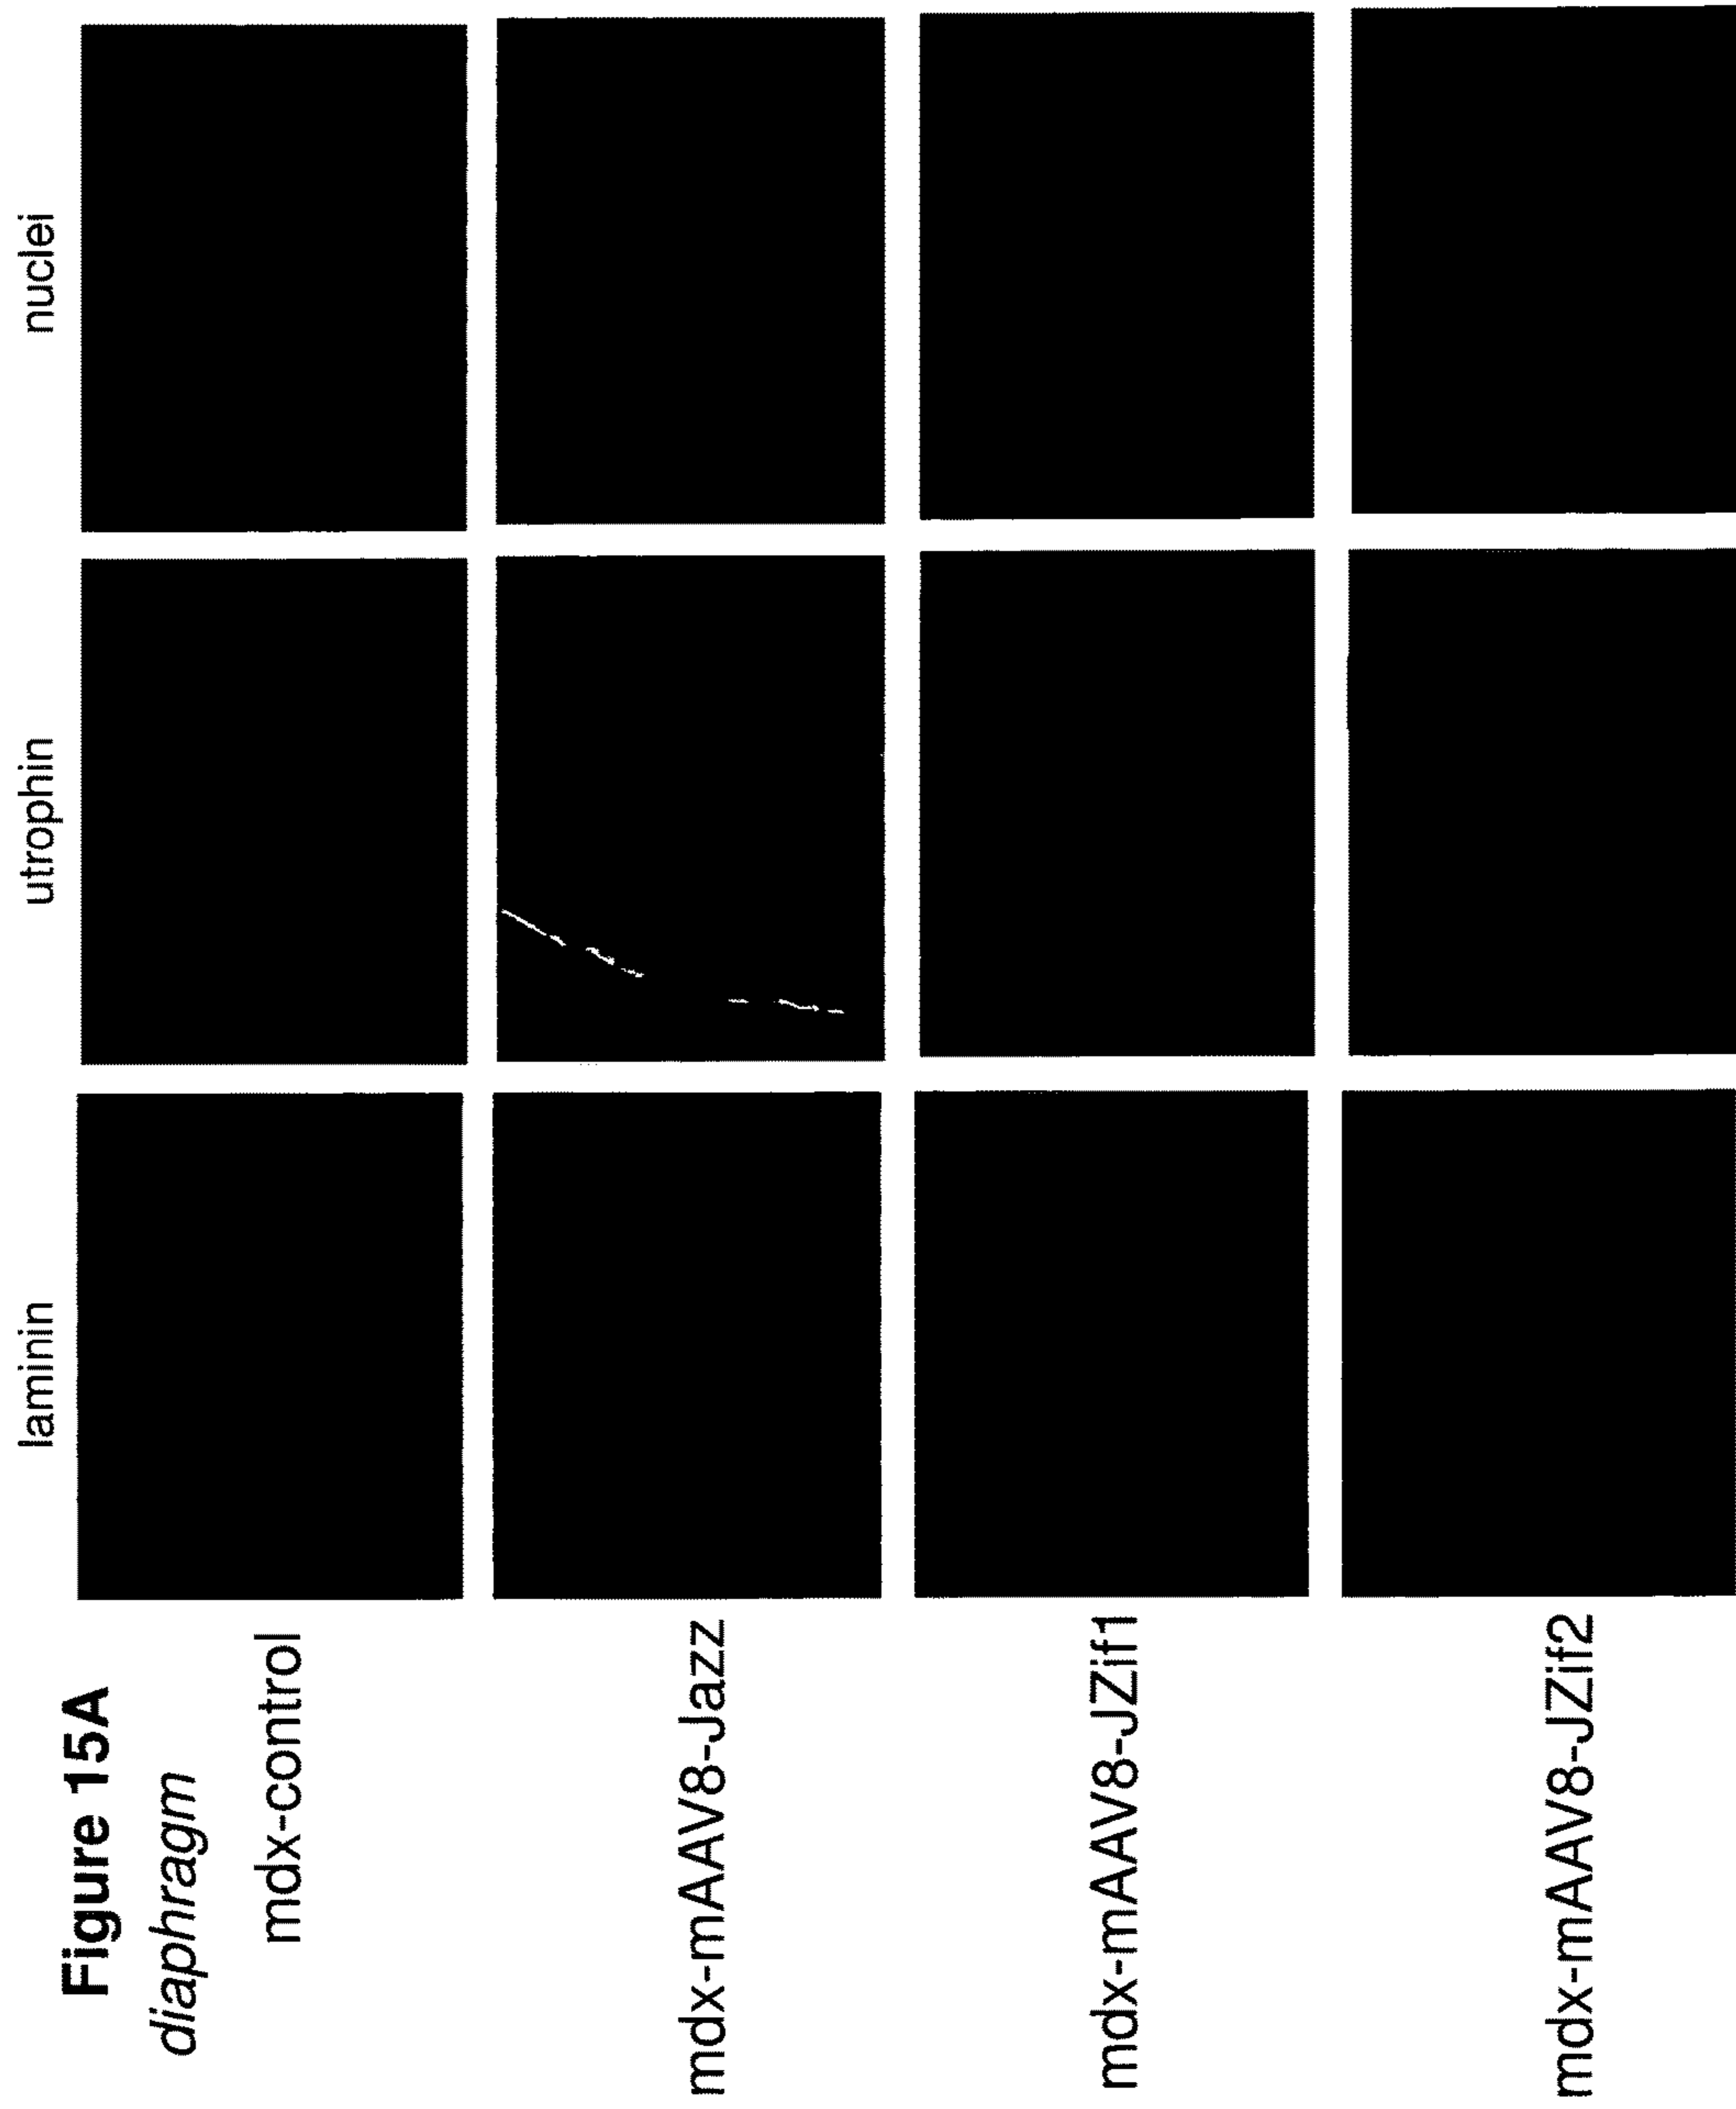 Figure 15A
diaphragm
laminin
utrophin
nuclei
mdx-control
mdx-mAAV8-Jazz
mdx-mAAV8-JZif1
mdx-mAAV8-JZif2